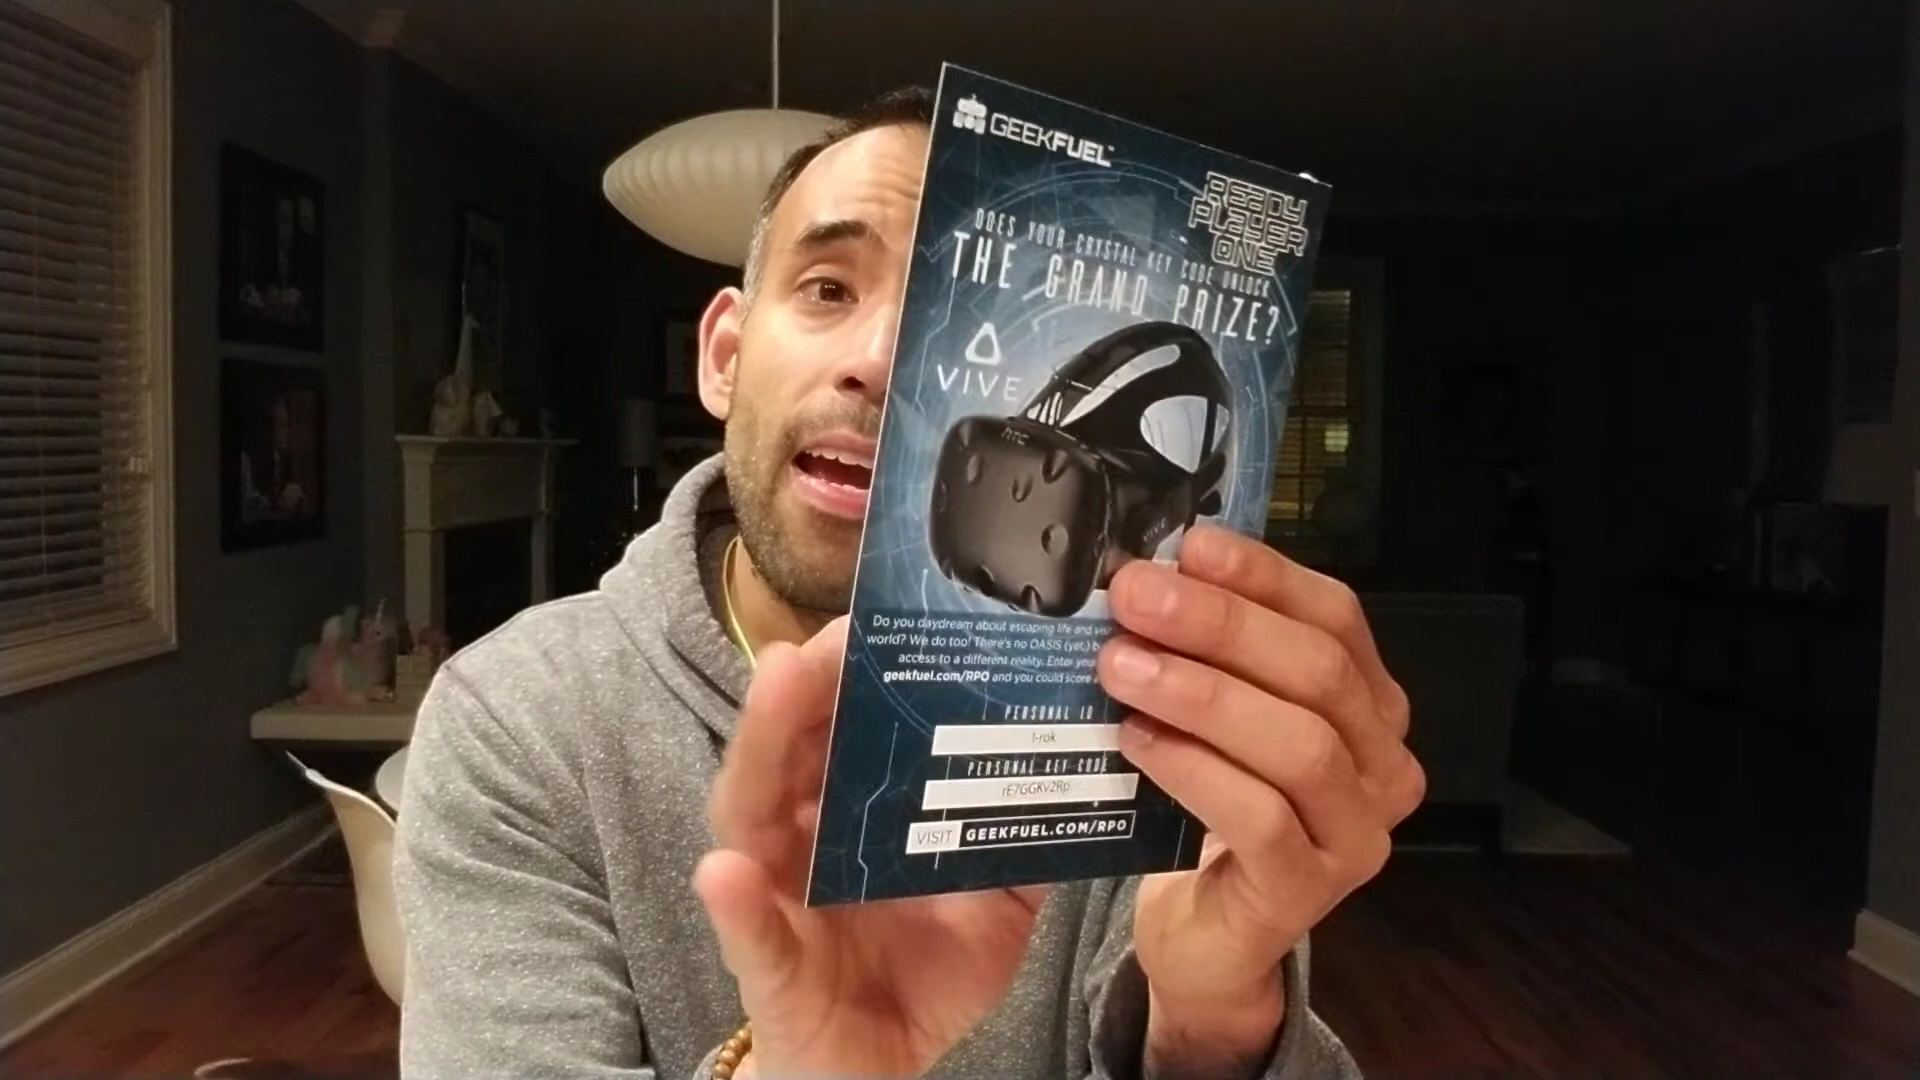 GEEKFUEL™
READY
PLAYER
ONE
DOES YOUR CRYSTAL KEY CODE UNLOCK
THE GRAND PRIZE?
VIVE
hTC
VIVE
Do you daydream about escaping life and
world? We do too! There's no OASIS (yet)
access to a different reality. Enter your
geekfuel.com/RPO and you could score
PERSONAL ID
I-rok
PERSONAL KEY CODE
rE7GGKv2Rp
VISIT GEEKFUEL.COM/RPO